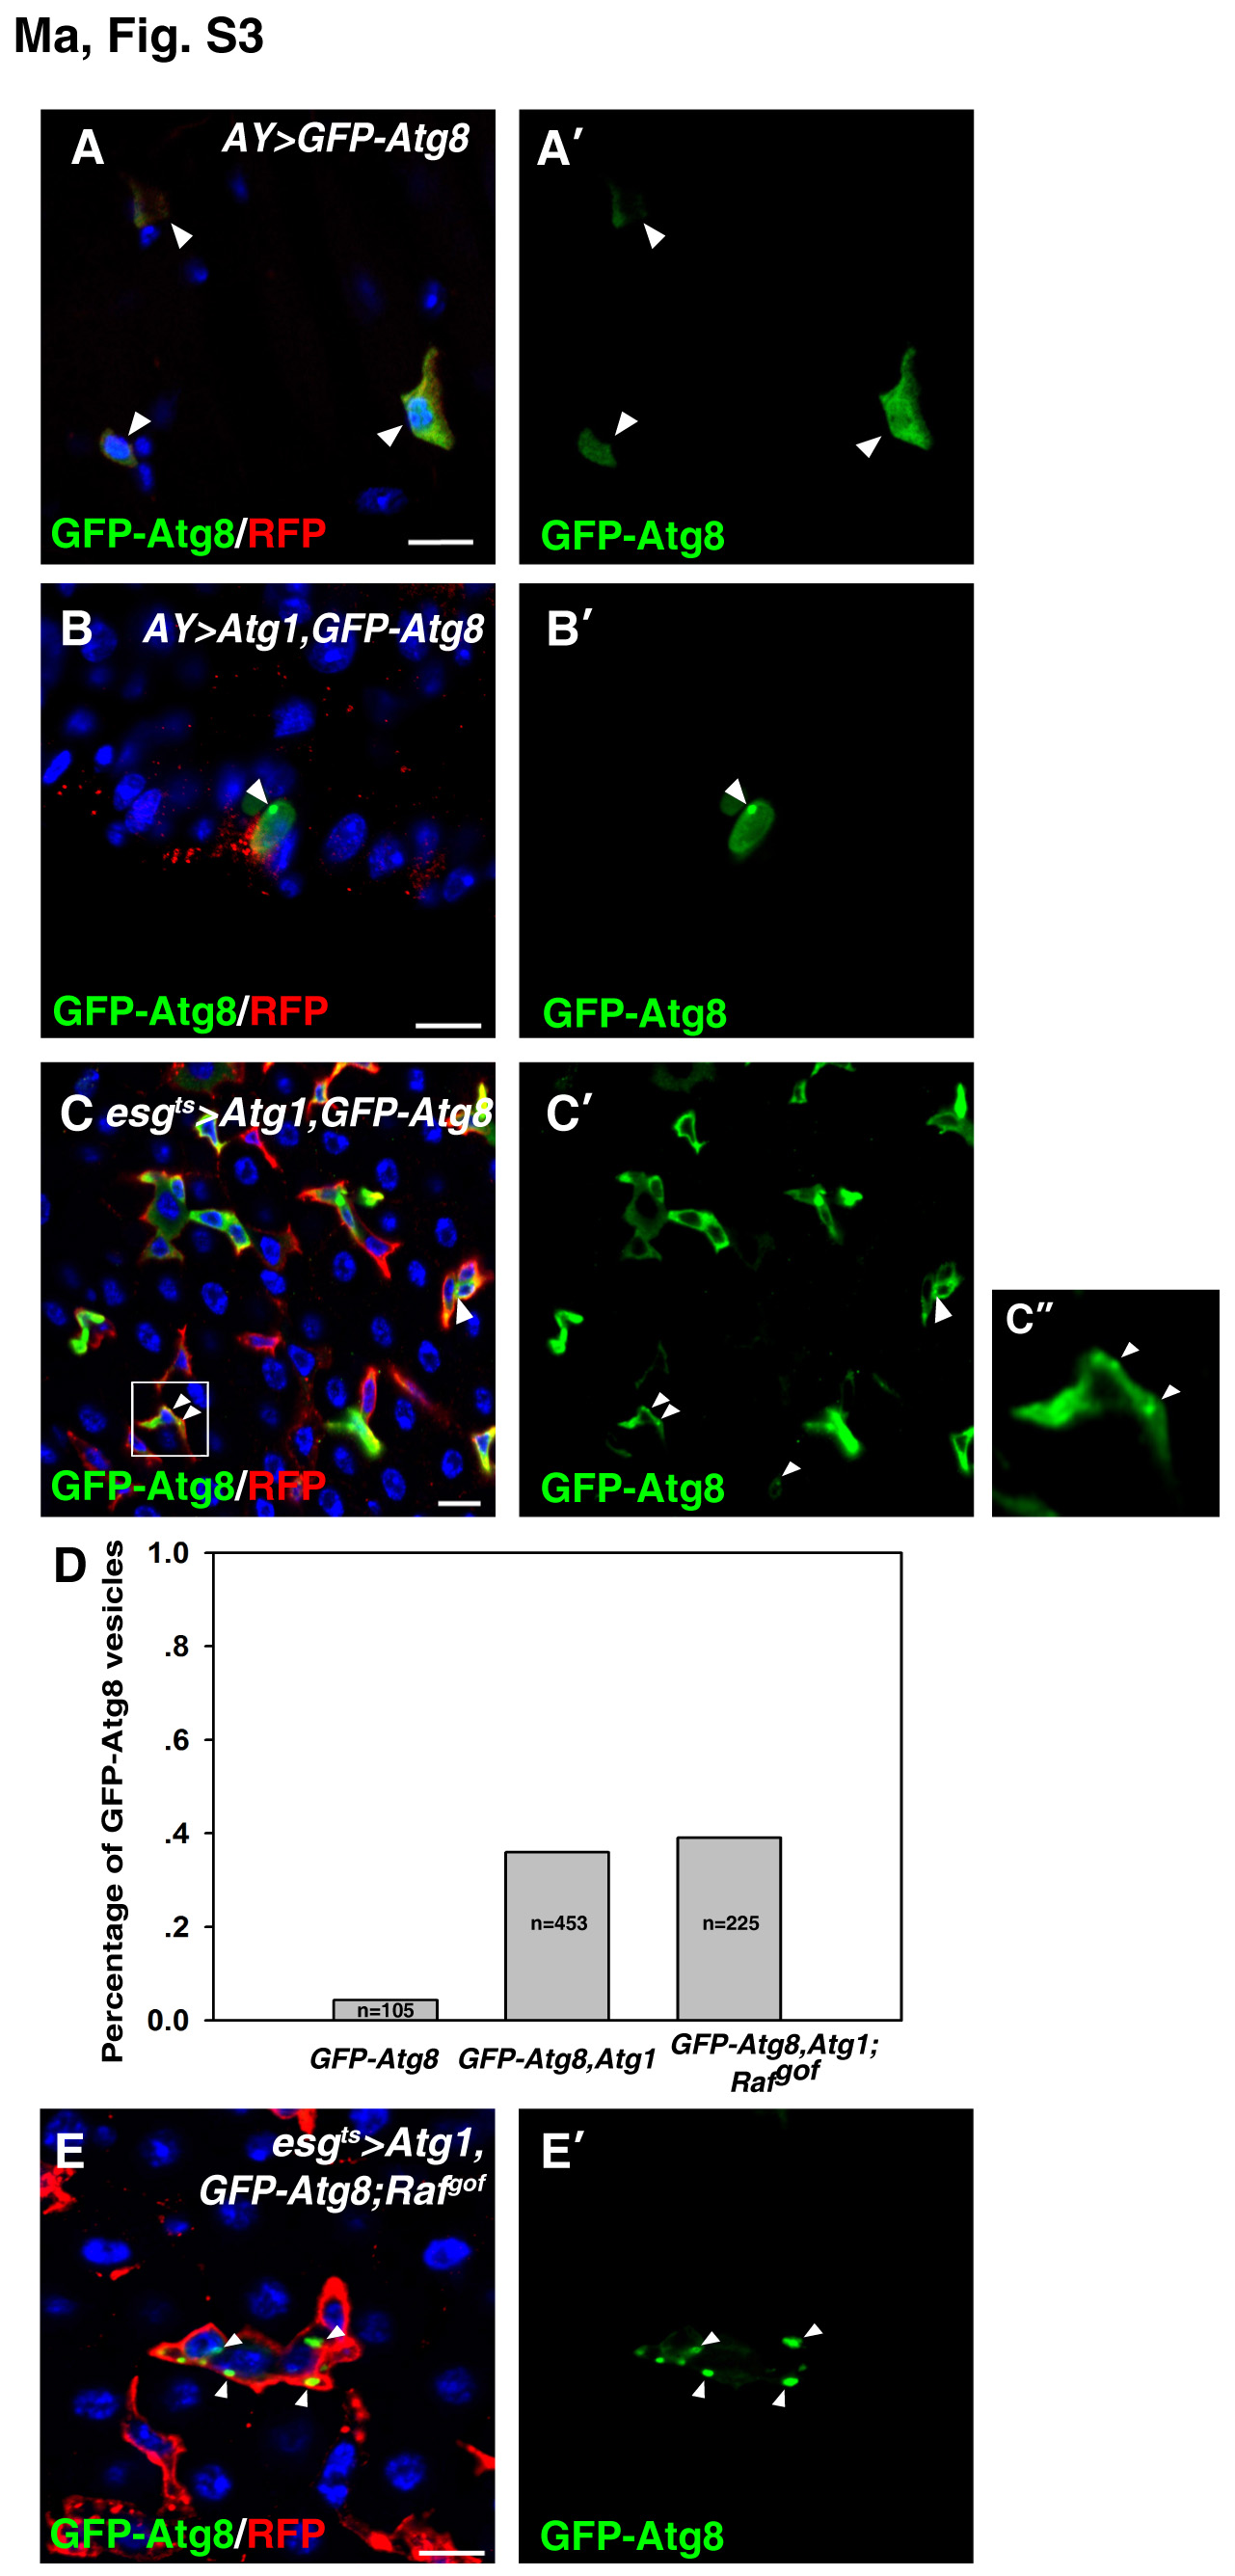 Ma, Fig. S3
A
AY>GFP-Atg8
GFP-Atg8/RFP
A′
GFP-Atg8
B
AY>Atg1,GFP-Atg8
GFP-Atg8/RFP
B′
GFP-Atg8
C
esgts>Atg1,GFP-Atg8
GFP-Atg8/RFP
C′
GFP-Atg8
C″
D
Percentage of GFP-Atg8 vesicles
1.0
.8
.6
.4
.2
0.0
n=105
n=453
n=225
GFP-Atg8
GFP-Atg8,Atg1
GFP-Atg8,Atg1;
Rafgof
E
esgts>Atg1,
GFP-Atg8;Rafgof
GFP-Atg8/RFP
E′
GFP-Atg8